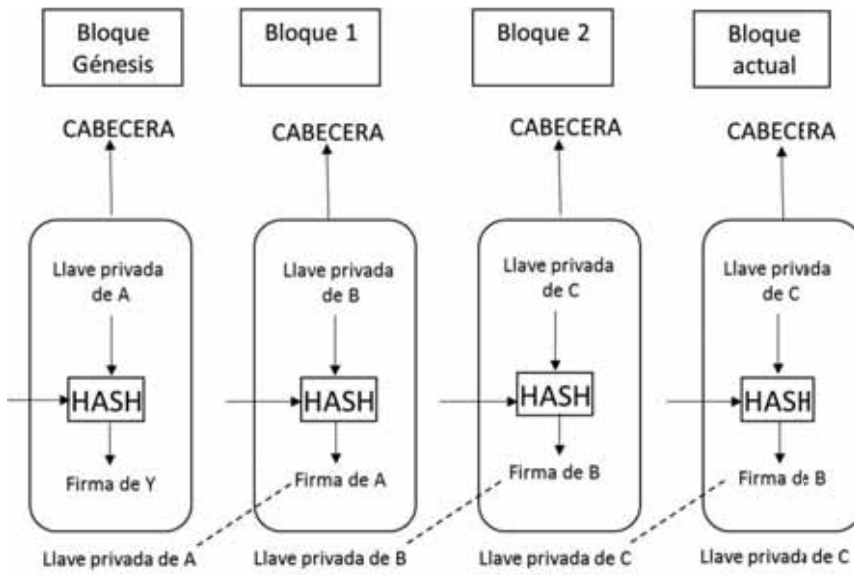 Bloque
Génesis
CABECERA
Llave privada
de A
HASH
Firma de Y
Llave privada de A
Bloque 1
CABECERA
Llave privada
de B
HASH
Firma de A
Llave privada de B
Bloque 2
CABECERA
Llave privada
de C
HASH
Firma de B
Llave privada de C
Bloque
actual
CABECERA
Llave privada
de C
HASH
Firma de B
Llave privada de C